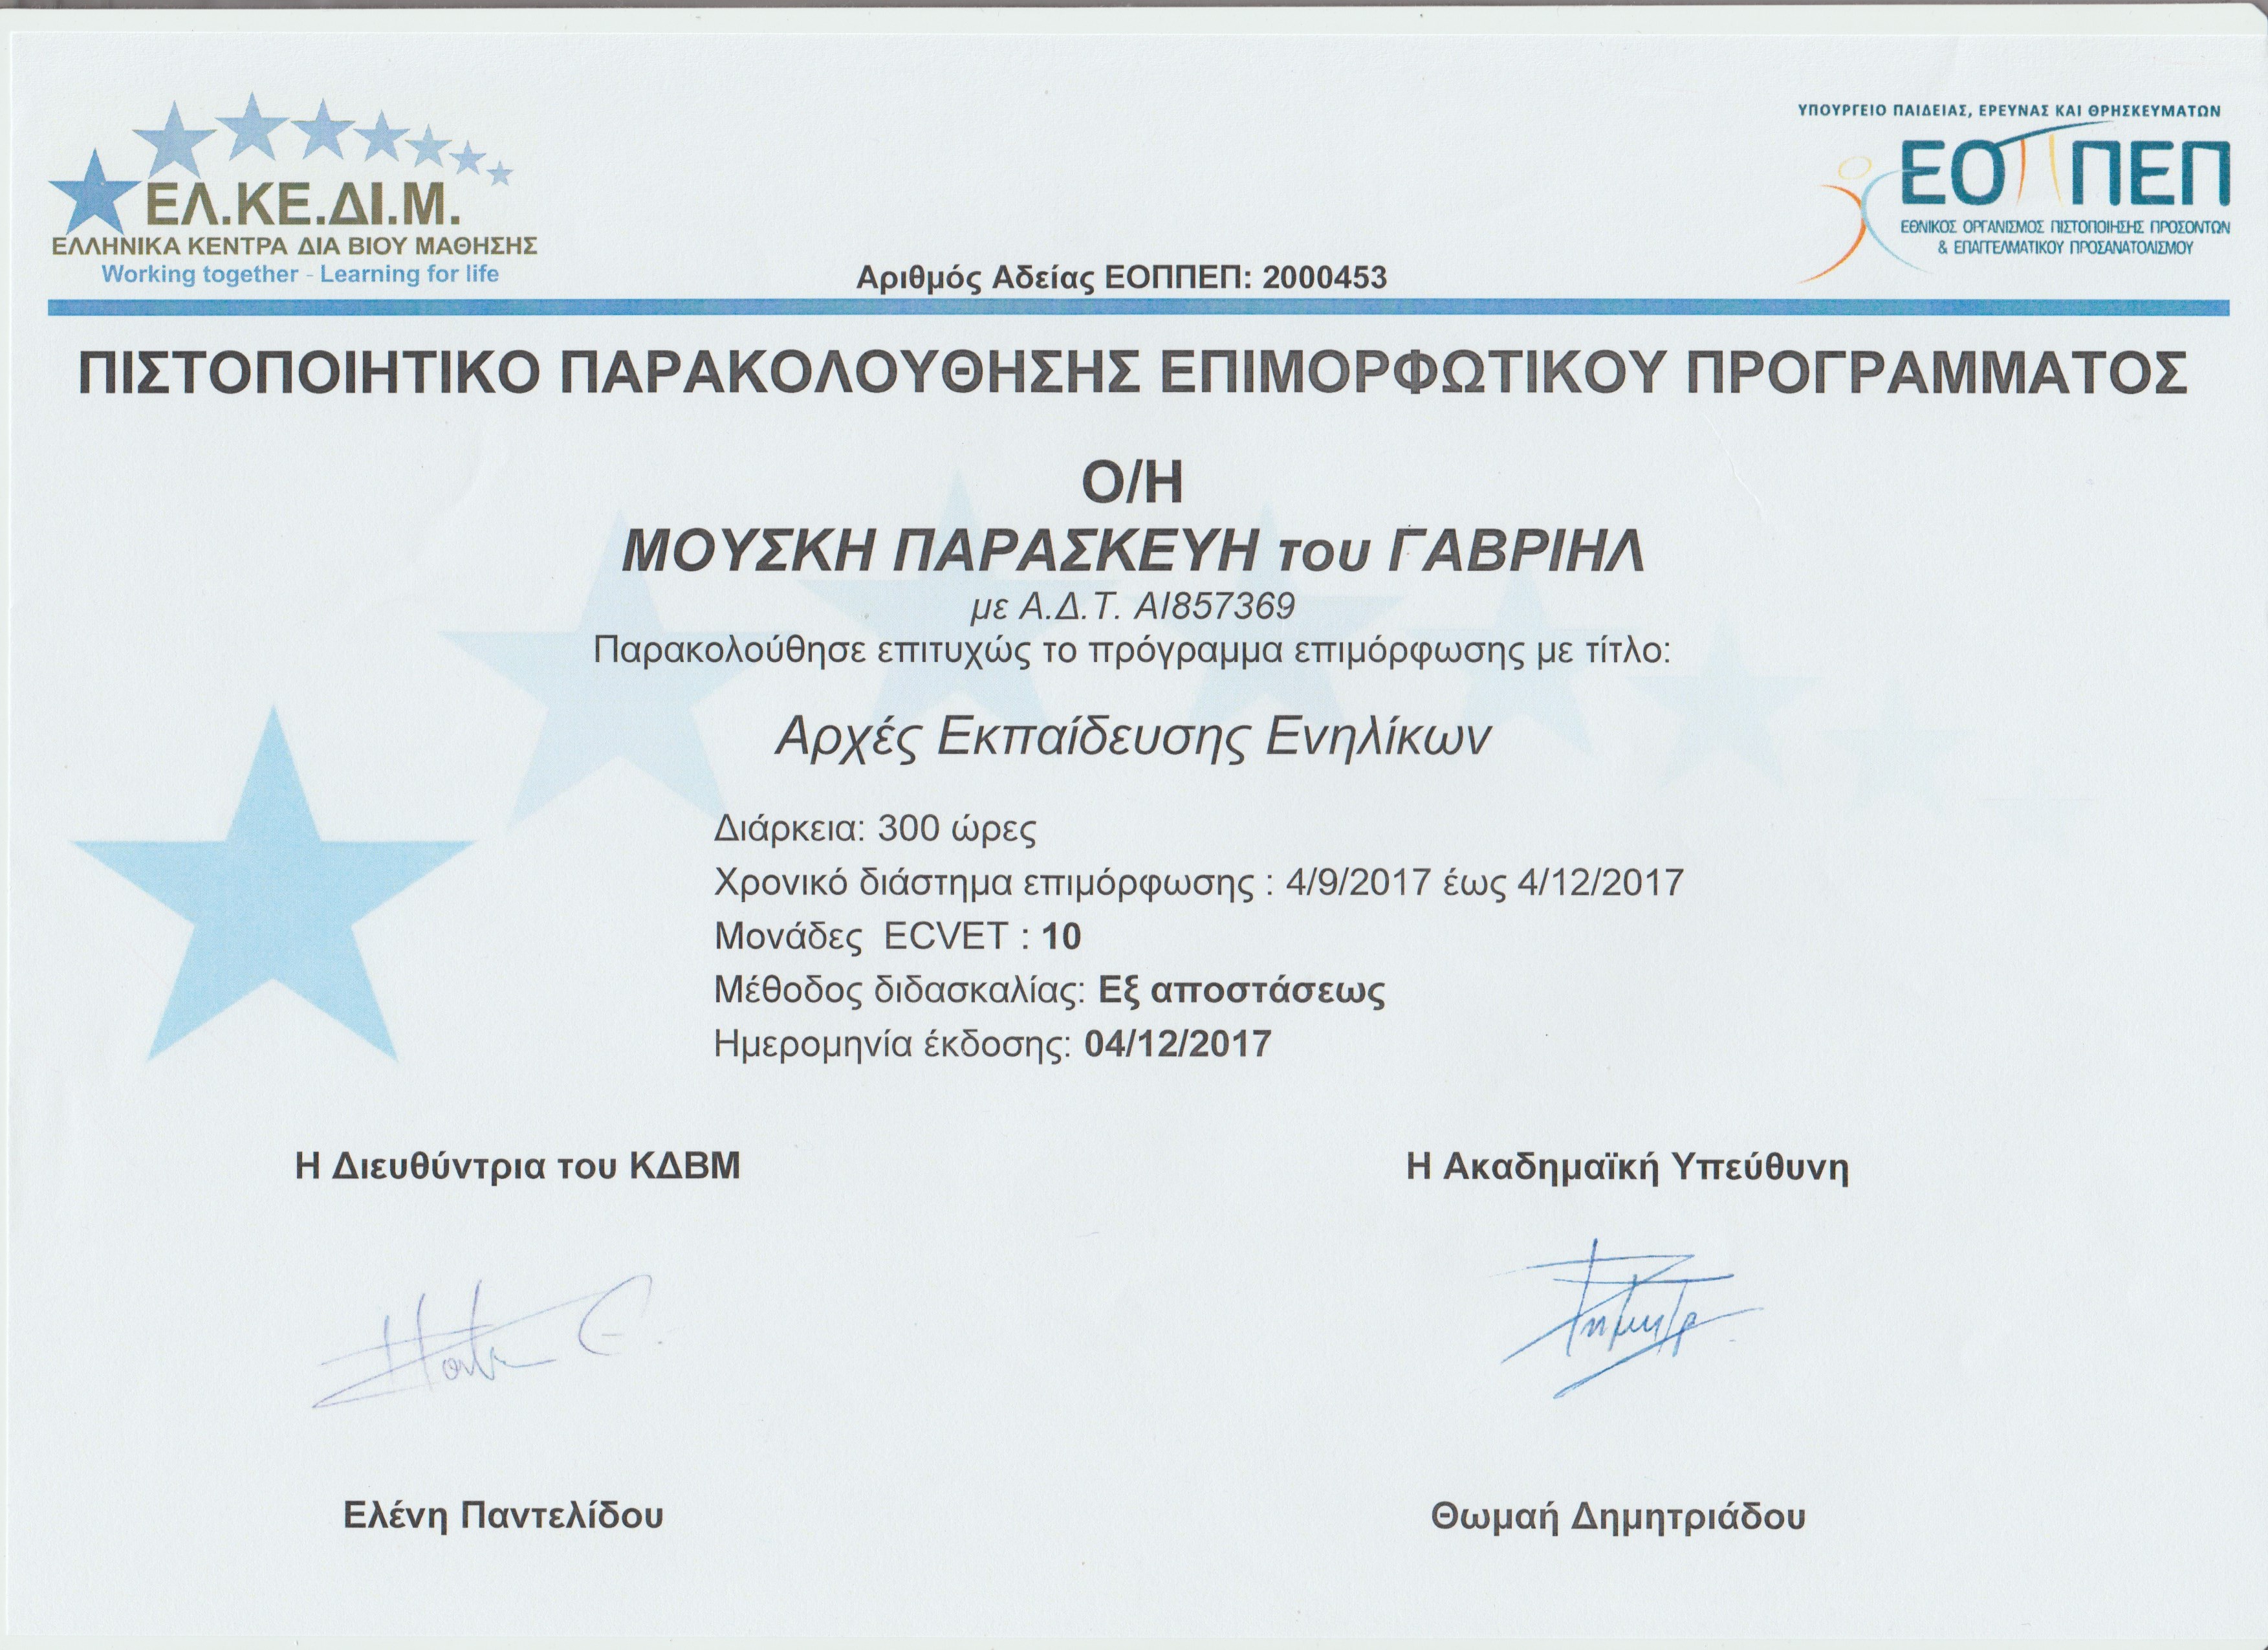 ΕΛ.ΚΕ.ΔΙ.Μ.
ΕΛΛΗΝΙΚΑ ΚΕΝΤΡΑ ΔΙΑ ΒΙΟΥ ΜΑΘΗΣΗΣ
Working together - Learning for life
ΥΠΟΥΡΓΕΙΟ ΠΑΙΔΕΙΑΣ, ΕΡΕΥΝΑΣ ΚΑΙ ΘΡΗΣΚΕΥΜΑΤΩΝ
ΕΟΠΠΕΠ
ΕΘΝΙΚΟΣ ΟΡΓΑΝΙΣΜΟΣ ΠΙΣΤΟΠΟΙΗΣΗΣ ΠΡΟΣΟΝΤΩΝ
& ΕΠΑΓΓΕΛΜΑΤΙΚΟΥ ΠΡΟΣΑΝΑΤΟΛΙΣΜΟΥ
Αριθμός Αδείας ΕΟΠΠΕΠ: 2000453
ΠΙΣΤΟΠΟΙΗΤΙΚΟ ΠΑΡΑΚΟΛΟΥΘΗΣΗΣ ΕΠΙΜΟΡΦΩΤΙΚΟΥ ΠΡΟΓΡΑΜΜΑΤΟΣ
Ο/Η
ΜΟΥΣΚΗ ΠΑΡΑΣΚΕΥΗ του ΓΑΒΡΙΗΛ
με Α.Δ.Τ. ΑΙ857369
Παρακολούθησε επιτυχώς το πρόγραμμα επιμόρφωσης με τίτλο:
Αρχές Εκπαίδευσης Ενηλίκων
Διάρκεια: 300 ώρες
Χρονικό διάστημα επιμόρφωσης : 4/9/2017 έως 4/12/2017
Μονάδες ECVET : 10
Μέθοδος διδασκαλίας: Εξ αποστάσεως
Ημερομηνία έκδοσης: 04/12/2017
Η Διευθύντρια του ΚΔΒΜ
Η Ακαδημαϊκή Υπεύθυνη
Ελένη Παντελίδου
Θωμαή Δημητριάδου